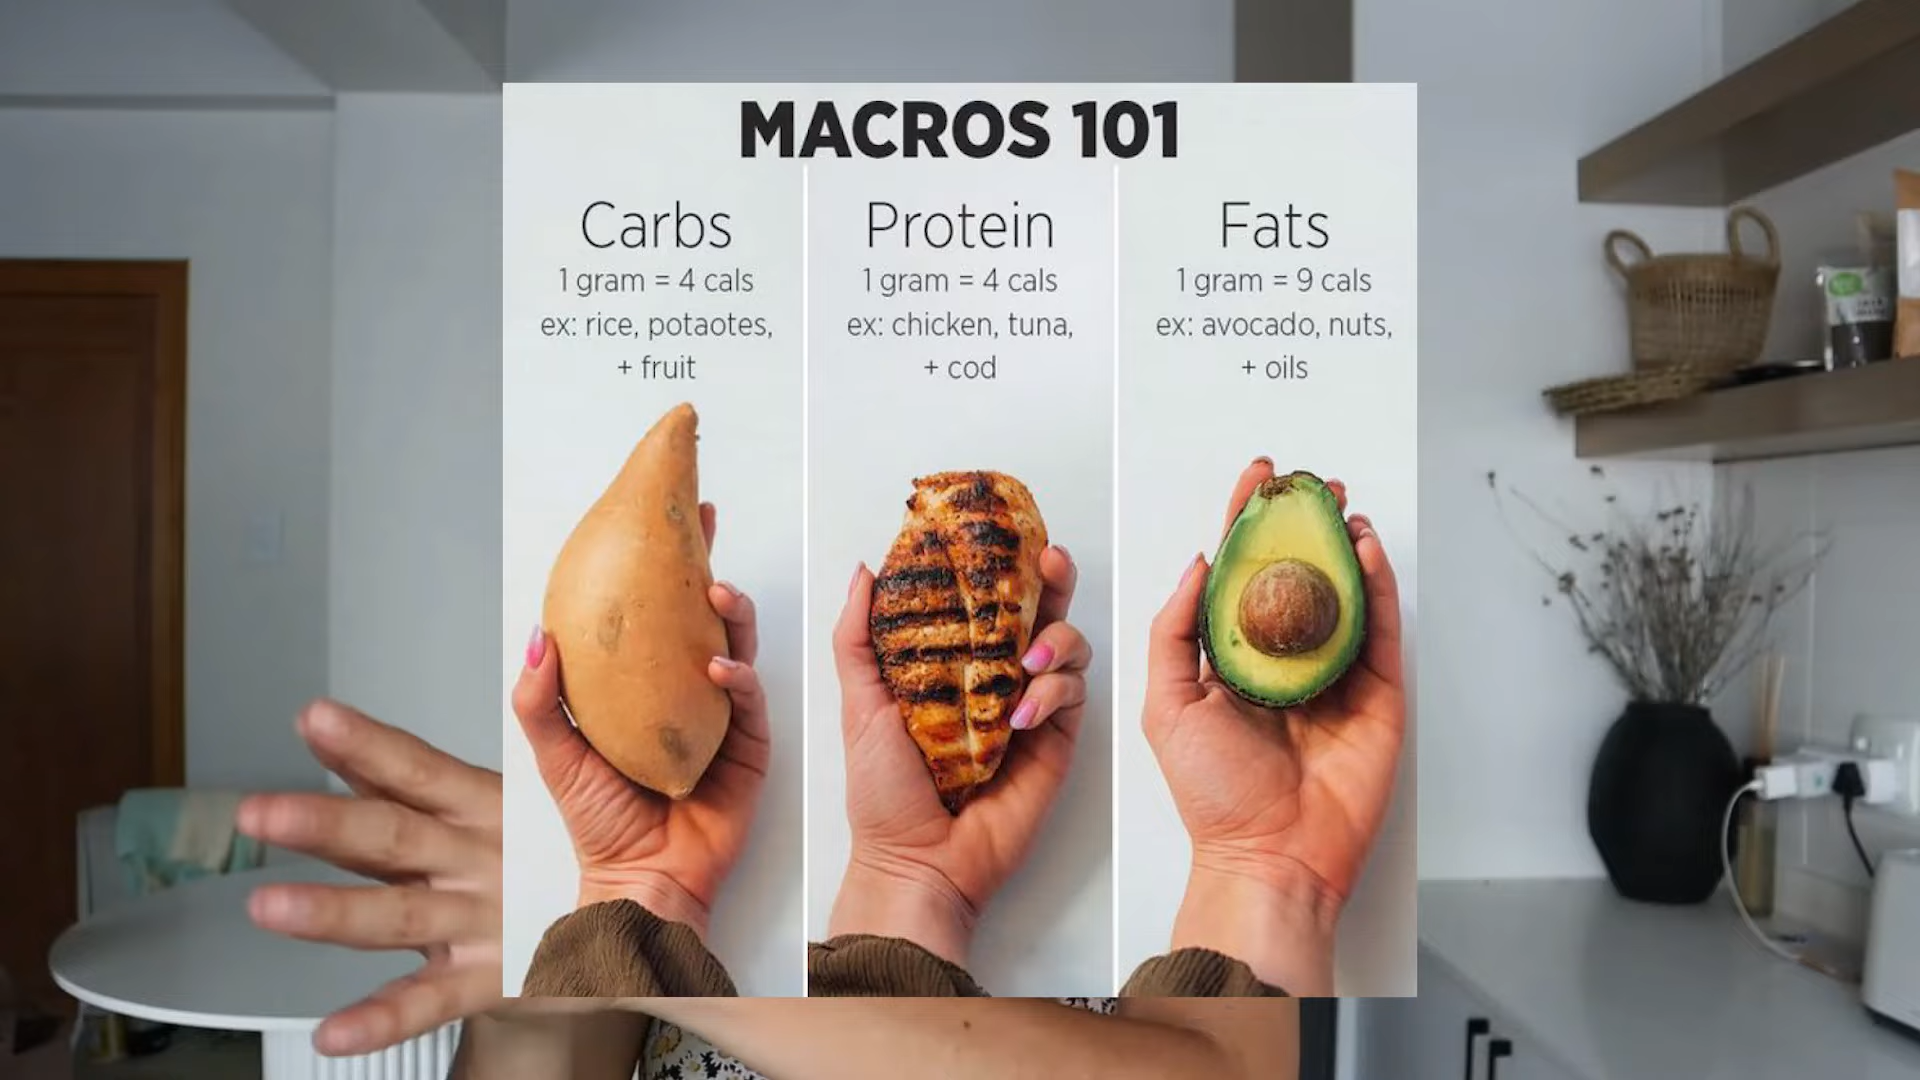 MACROS 101
Carbs
1 gram = 4 cals
ex: rice, potaotes,
+ fruit
Protein
1 gram = 4 cals
ex: chicken, tuna,
+ cod
Fats
1 gram = 9 cals
ex: avocado, nuts,
+ oils